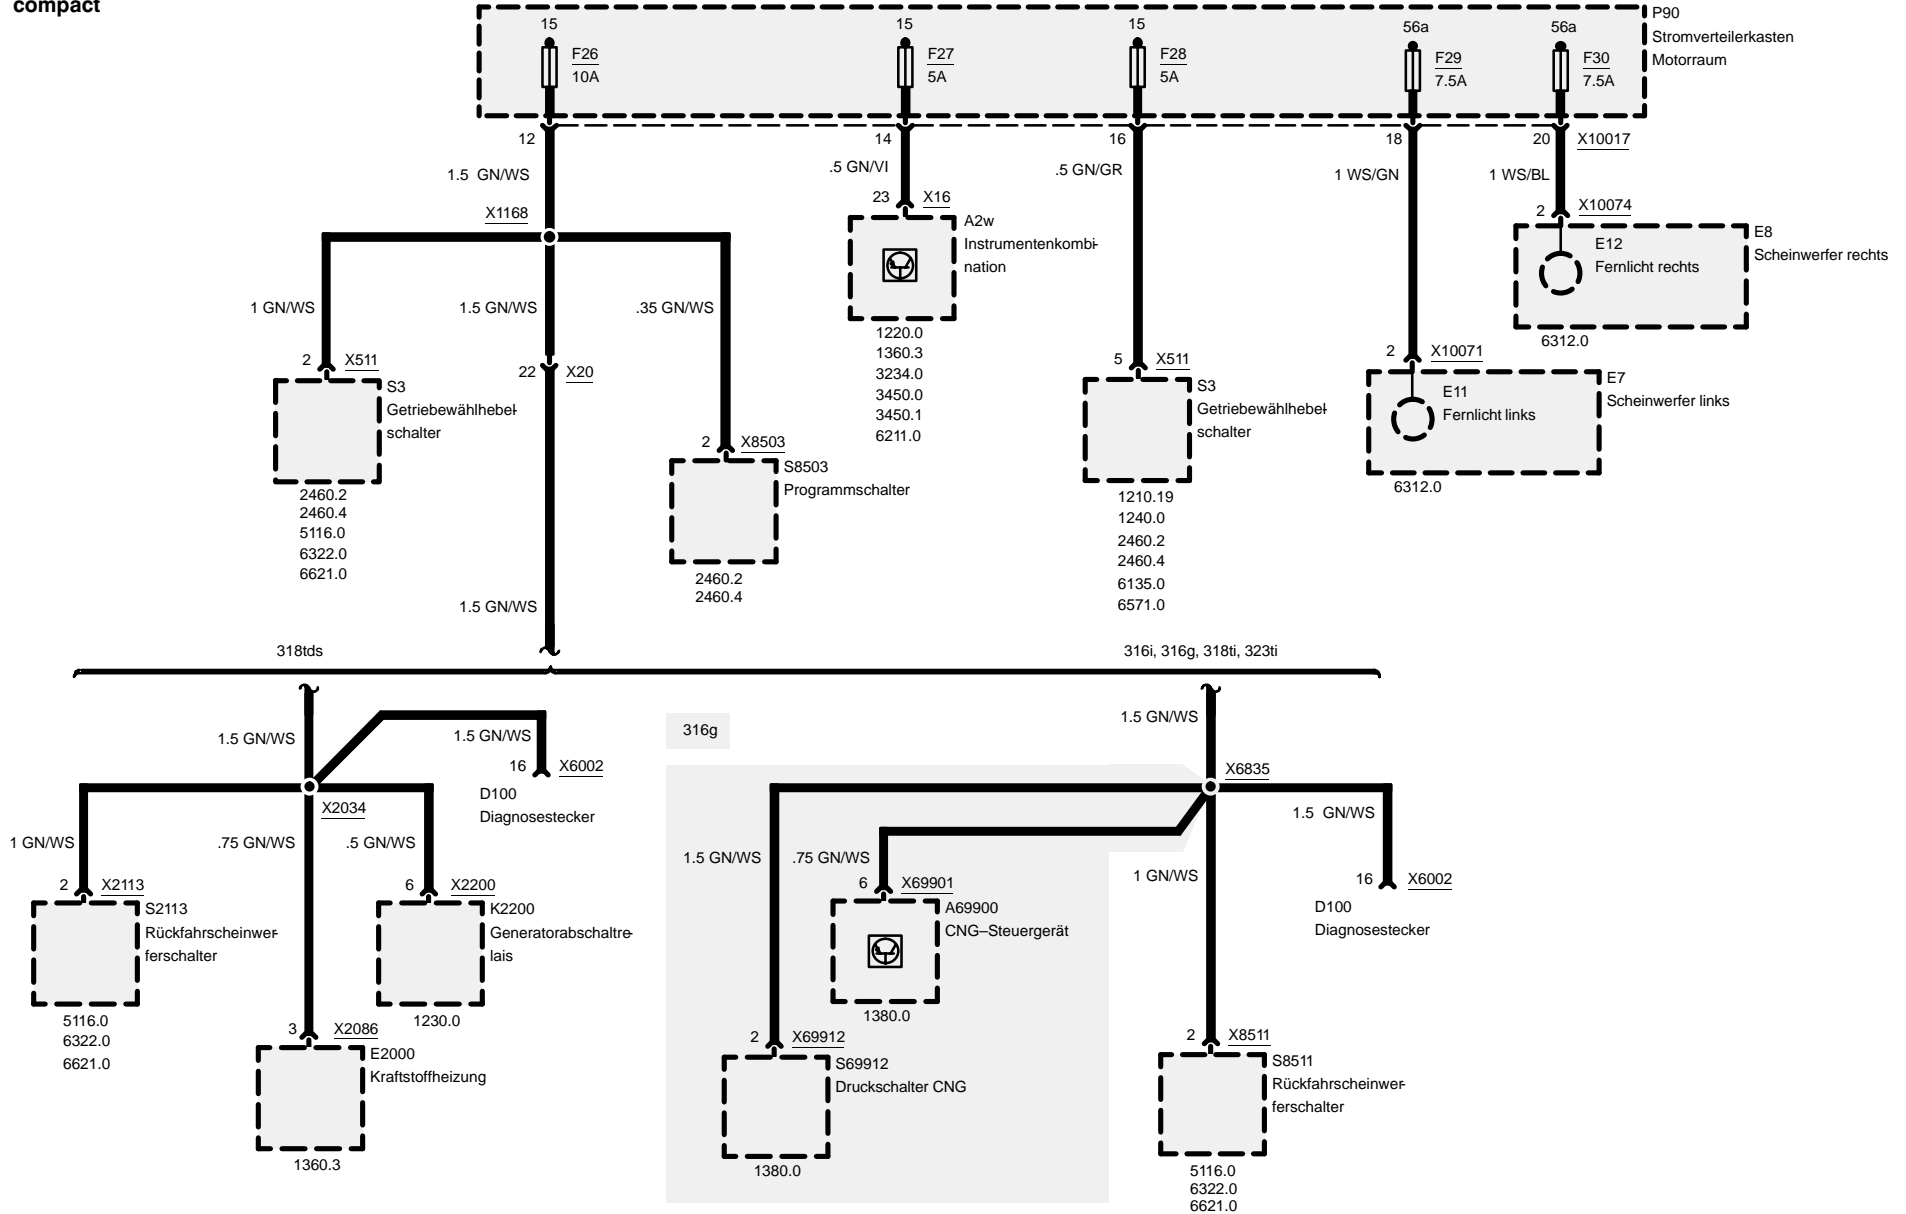 compact
P90
Stromverteilerkasten
Motorraum
15
F26
10A
15
F27
5A
15
F28
5A
56a
F29
7.5A
56a
F30
7.5A
12
14
16
18
20
X10017
1.5 GN/WS
.5 GN/VI
.5 GN/GR
1 WS/GN
1 WS/BL
X1168
23
X16
A2w
Instrumentenkombi-
nation
1220.0
1360.3
3234.0
3450.0
3450.1
6211.0
2
X10074
E8
Scheinwerfer rechts
E12
Fernlicht rechts
6312.0
1 GN/WS
1.5 GN/WS
.35 GN/WS
2
X511
S3
Getriebewählhebel-
schalter
2460.2
2460.4
5116.0
6322.0
6621.0
22
X20
2
X8503
S8503
Programmschalter
2460.2
2460.4
5
X511
S3
Getriebewählhebel-
schalter
1210.19
1240.0
2460.2
2460.4
6135.0
6571.0
2
X10071
E7
Scheinwerfer links
E11
Fernlicht links
6312.0
1.5 GN/WS
318tds
316i, 316g, 318ti, 323ti
1.5 GN/WS
1.5 GN/WS
16
X6002
D100
Diagnosestecker
X2034
1 GN/WS
.75 GN/WS
.5 GN/WS
2
X2113
S2113
Rückfahrscheinwer-
ferschalter
5116.0
6322.0
6621.0
6
X2200
K2200
Generatorabschaltre-
lais
1230.0
3
X2086
E2000
Kraftstoffheizung
1360.3
316g
1.5 GN/WS
X6835
1.5 GN/WS
1.5 GN/WS
.75 GN/WS
1 GN/WS
6
X69901
A69900
CNG–Steuergerät
1380.0
16
X6002
D100
Diagnosestecker
2
X69912
S69912
Druckschalter CNG
1380.0
2
X8511
S8511
Rückfahrscheinwer-
ferschalter
5116.0
6322.0
6621.0